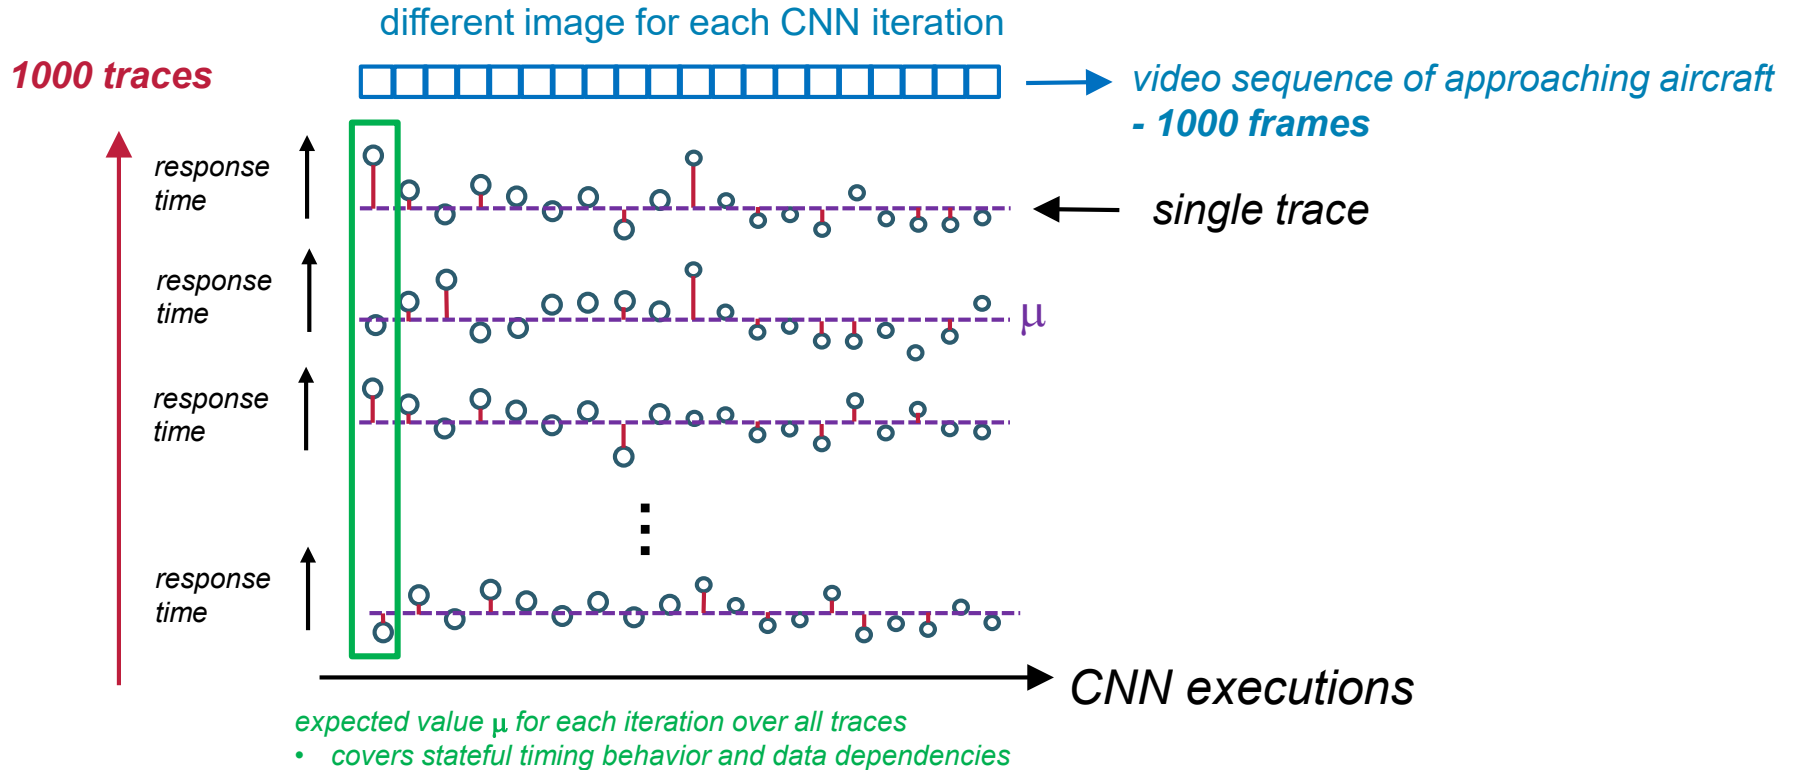 different image for each CNN iteration
1000 traces
video sequence of approaching aircraft
- 1000 frames
response
time
single trace
response
time
μ
response
time
response
time
CNN executions
expected value μ for each iteration over all traces
• covers stateful timing behavior and data dependencies